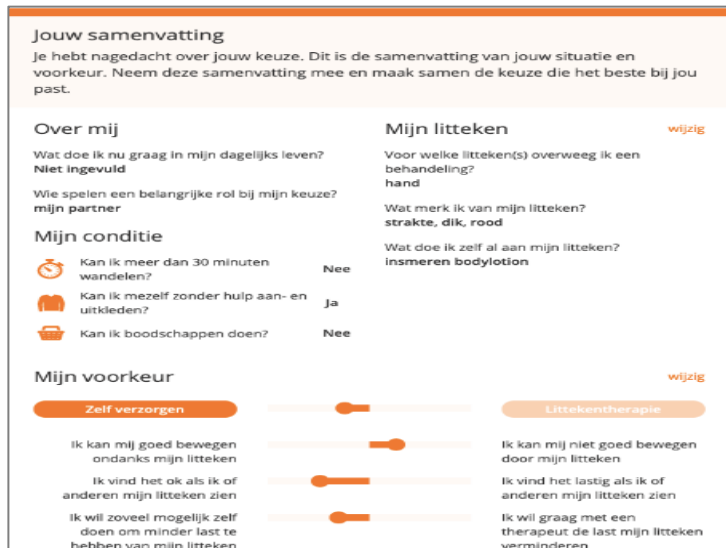 Jouw samenvatting
Je hebt nagedacht over jouw keuze. Dit is de samenvatting van jouw situatie en
voorkeur. Neem deze samenvatting mee en maak samen de keuze die het beste bij jou
past.
Over mij
Wat doe ik nu graag in mijn dagelijks leven?
Niet ingevuld
Wie spelen een belangrijke rol bij mijn keuze?
mijn partner
Mijn conditie
Kan ik meer dan 30 minuten
wandelen?
Nee
Kan ik mezelf zonder hulp aan- en
uitkleden?
Ja
Kan ik boodschappen doen?
Nee
Mijn litteken
wijzig
Voor welke litteken(s) overweeg ik een
behandeling?
hand
Wat merk ik van mijn litteken?
strakte, dik, rood
Wat doe ik zelf al aan mijn litteken?
insmeren bodylotion
Mijn voorkeur
wijzig
Zelf verzorgen
Littekentherapie
Ik kan mij goed bewegen
ondanks mijn litteken
Ik kan mij niet goed bewegen
door mijn litteken
Ik vind het ok als ik of
anderen mijn litteken zien
Ik vind het lastig als ik of
anderen mijn litteken zien
Ik wil zoveel mogelijk zelf
doen om minder last te
hebben van mijn litteken
Ik wil graag met een
therapeut de last mijn litteken
verminderen